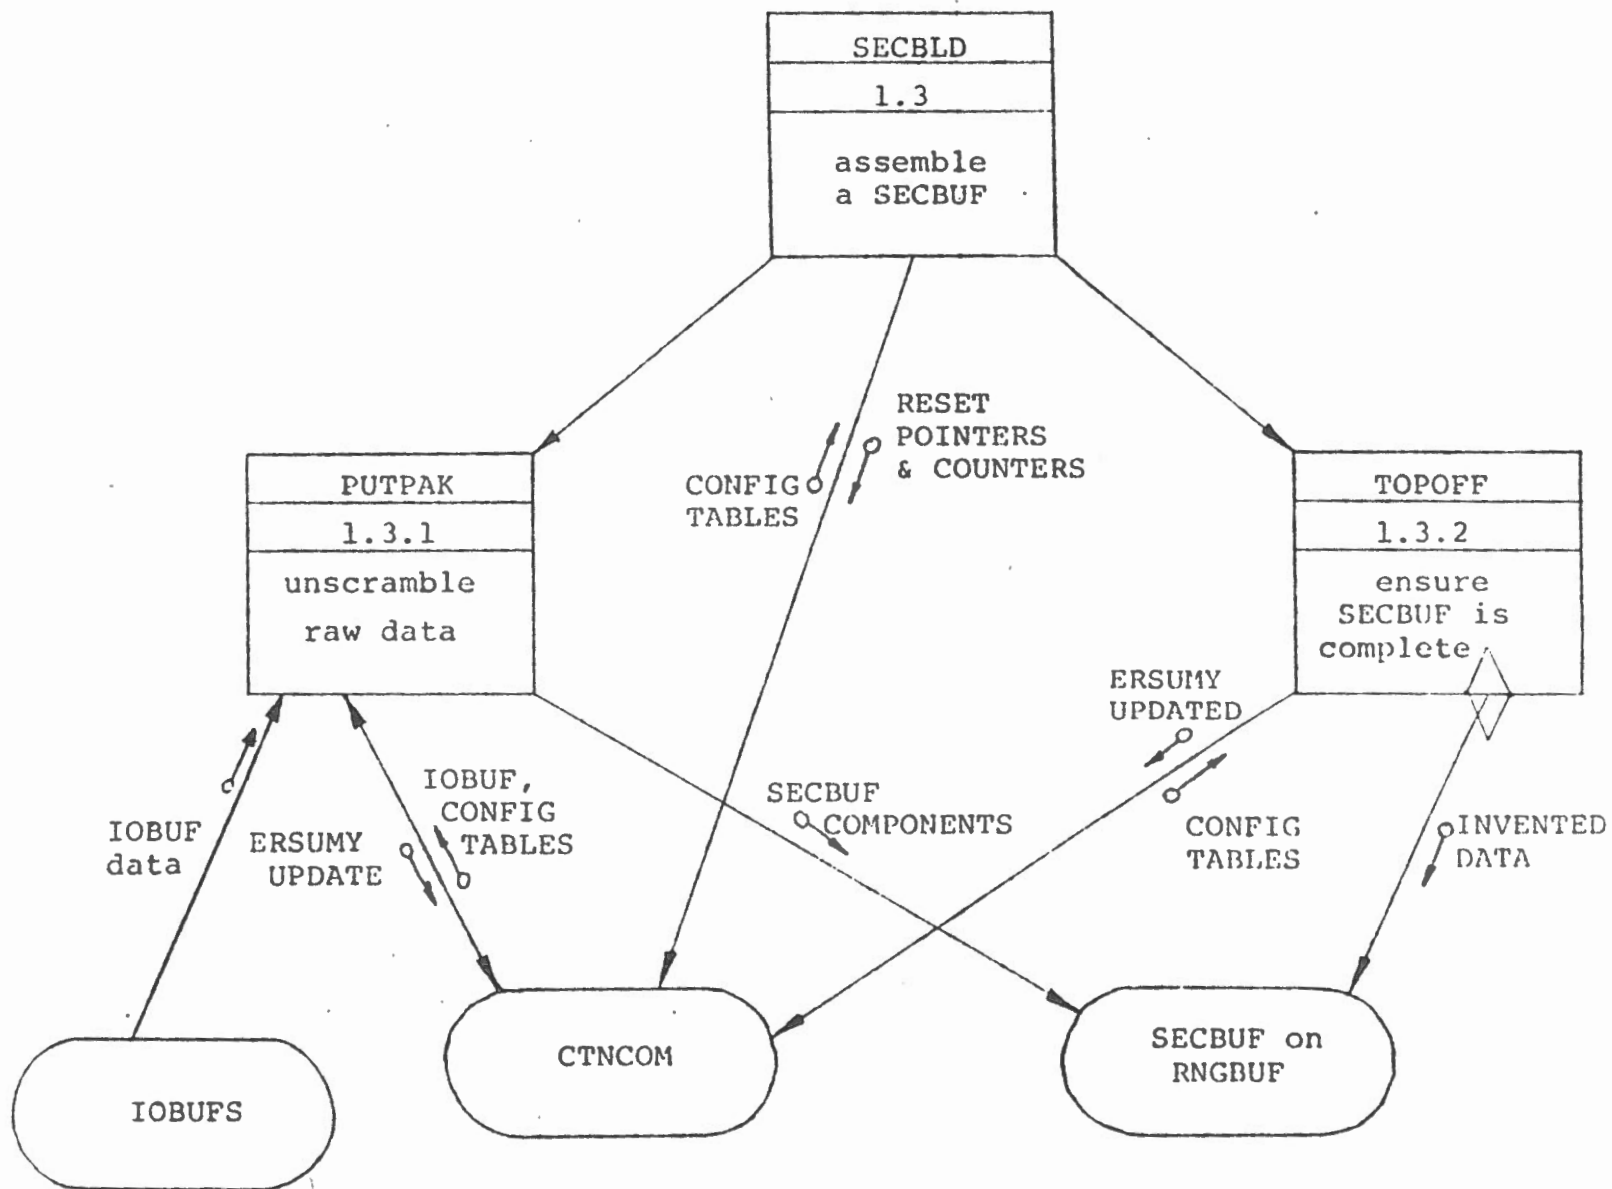 SECBLD
1.3
assemble
a SECBUF
RESET
POINTERS
& COUNTERS
CONFIG
TABLES
PUTPAK
1.3.1
unscramble
raw data
TOPOFF
1.3.2
ensure
SECBUF is
complete
ERSUMY
UPDATED
IOBUF,
CONFIG
TABLES
SECBUF
COMPONENTS
IOBUF
data
ERSUMY
UPDATE
CONFIG
TABLES
INVENTED
DATA
IOBUFS
CTNCOM
SECBUF on
RNGBUF